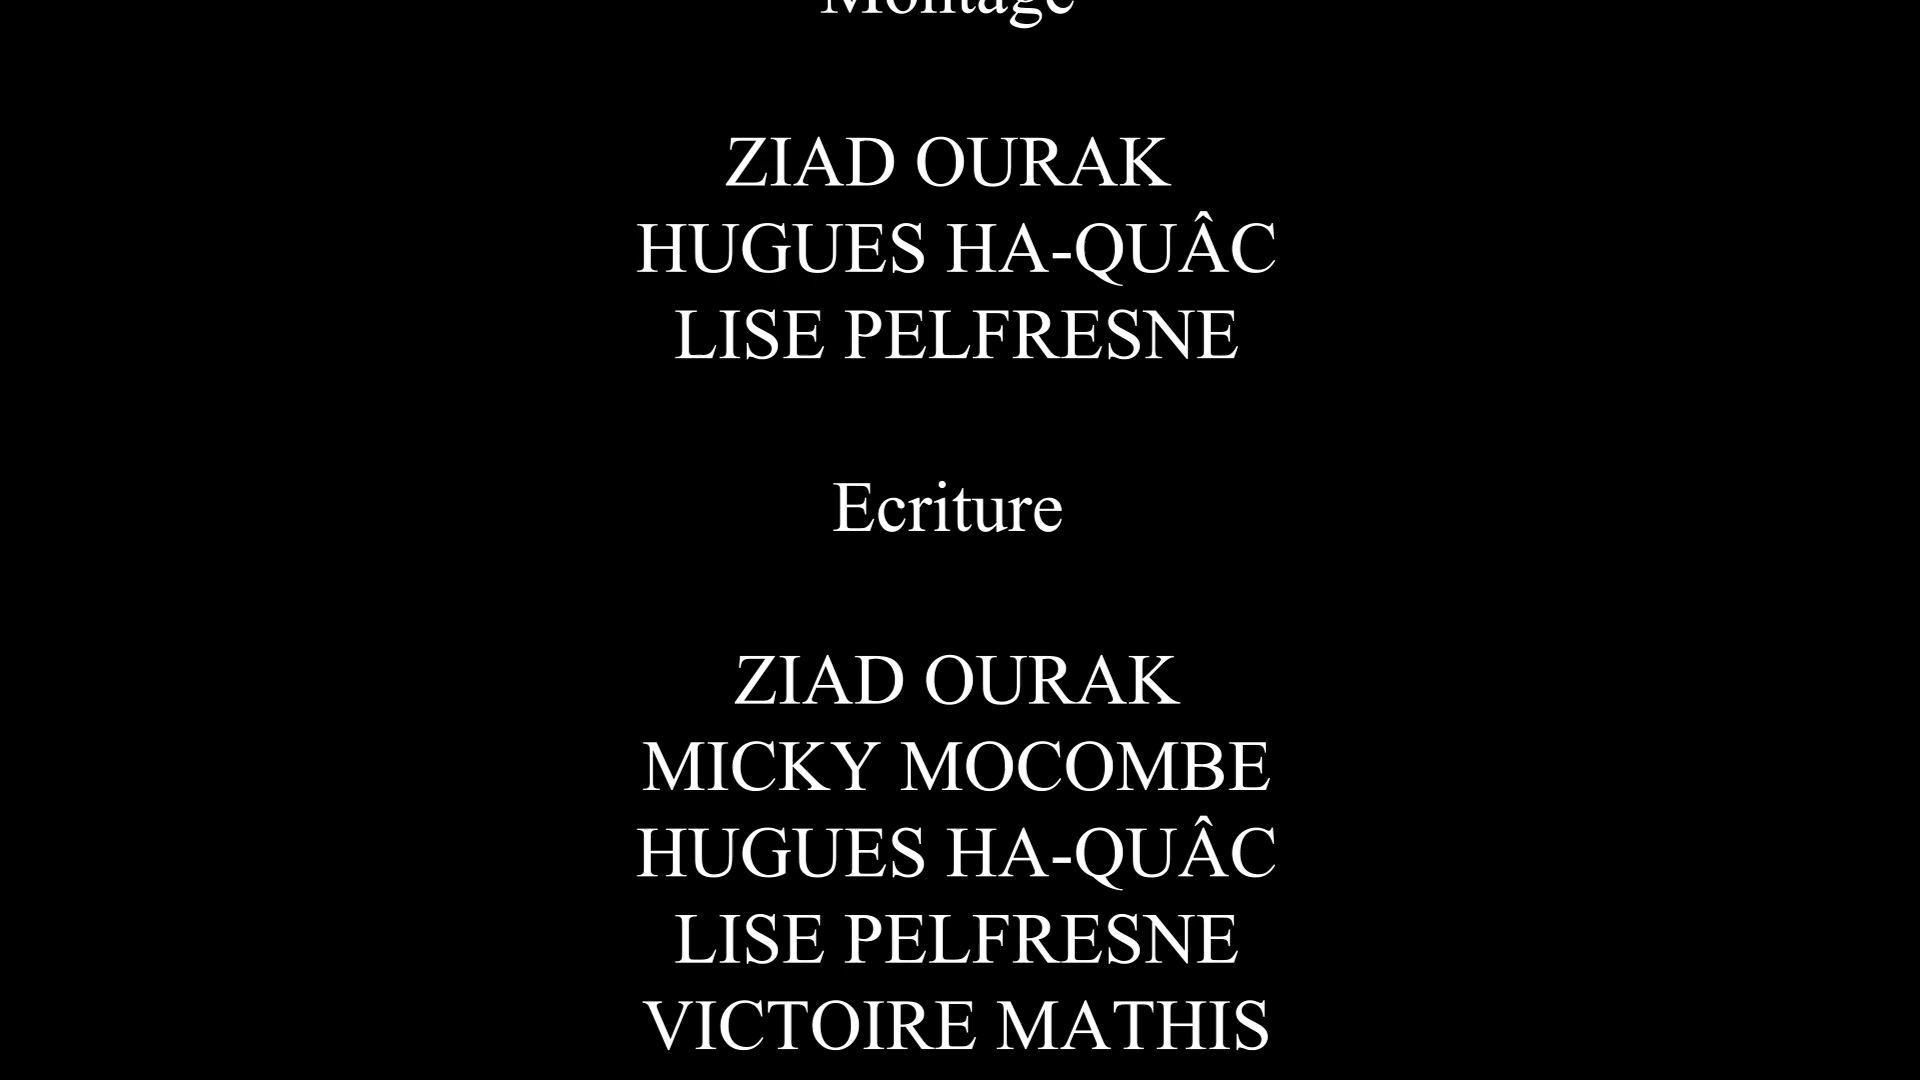 Montage
ZIAD OURAK
HUGUES HA-QUÂC
LISE PELFRESNE
Ecriture
ZIAD OURAK
MICKY MOCOMBE
HUGUES HA-QUÂC
LISE PELFRESNE
VICTOIRE MATHIS